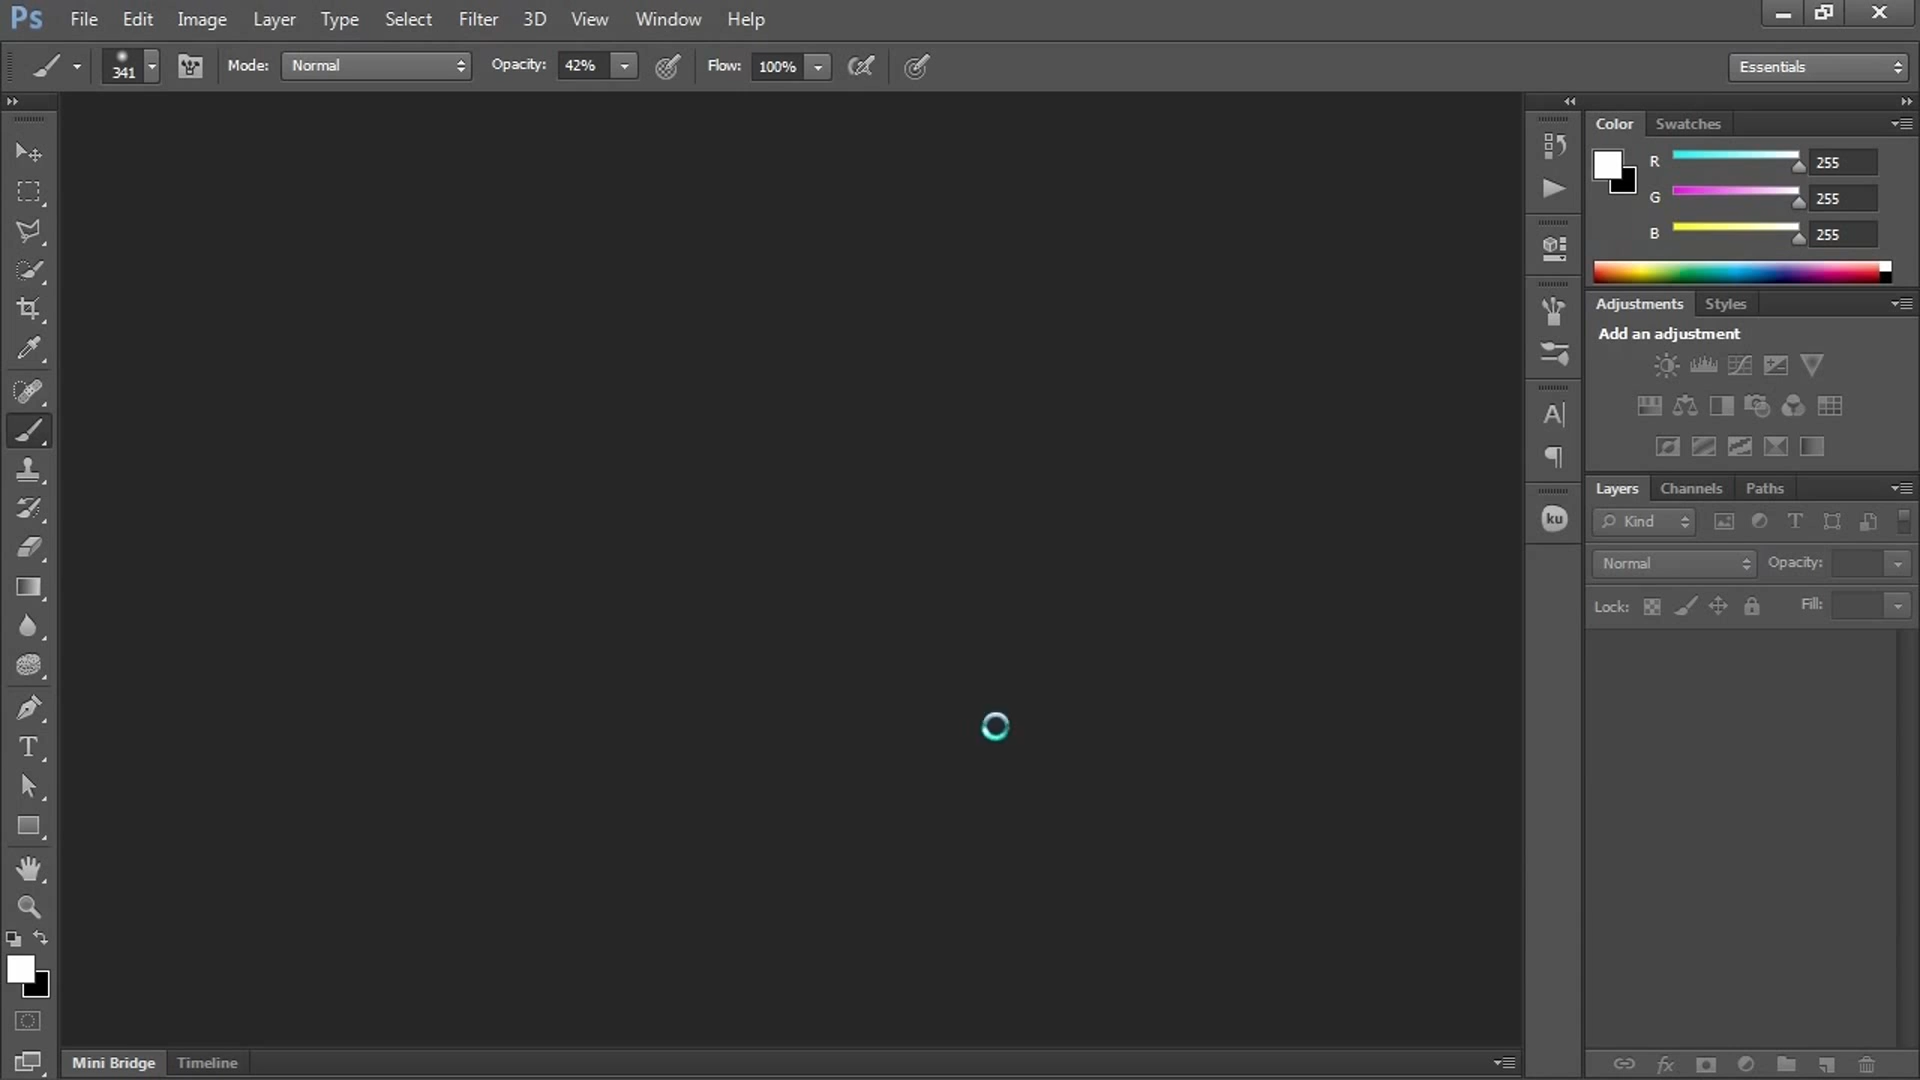 Ps File Edit Image Layer Type Select Filter 3D View Window Help
341 Mode: Normal Opacity: 42% Flow: 100% Essentials
Color Swatches
R 255
G 255
B 255
Adjustments Styles
Add an adjustment
A
ku
Layers Channels Paths
Kind T
Normal Opacity:
Lock: Fill:
fx
T
Mini Bridge Timeline